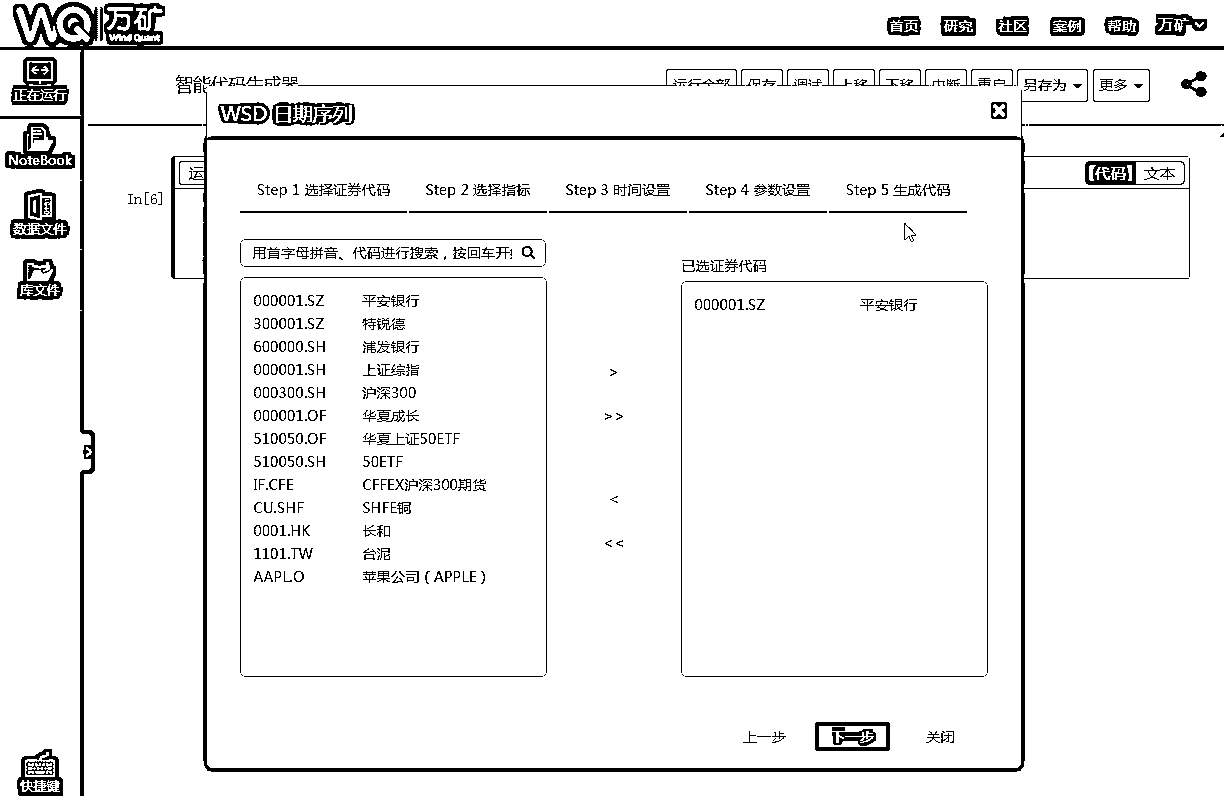 WQ 万矿 Wind Quant
首页 研究 社区 案例 帮助 万矿
正在运行
NoteBook
数据文件
库文件
快捷键
智能代码生成器
运行全部 保存 调试 上移 下移 中断 重启 另存为 更多
In[6]
运
【代码】 文本
WSD 日期序列
Step 1 选择证券代码 Step 2 选择指标 Step 3 时间设置 Step 4 参数设置 Step 5 生成代码
用首字母拼音、代码进行搜索，按回车开
000001.SZ 平安银行
300001.SZ 特锐德
600000.SH 浦发银行
000001.SH 上证综指
000300.SH 沪深300
000001.OF 华夏成长
510050.OF 华夏上证50ETF
510050.SH 50ETF
IF.CFE CFFEX沪深300期货
CU.SHF SHFE铜
0001.HK 长和
1101.TW 台泥
AAPL.O 苹果公司（APPLE）
>
>>
<
<<
已选证券代码
000001.SZ 平安银行
上一步 下一步 关闭